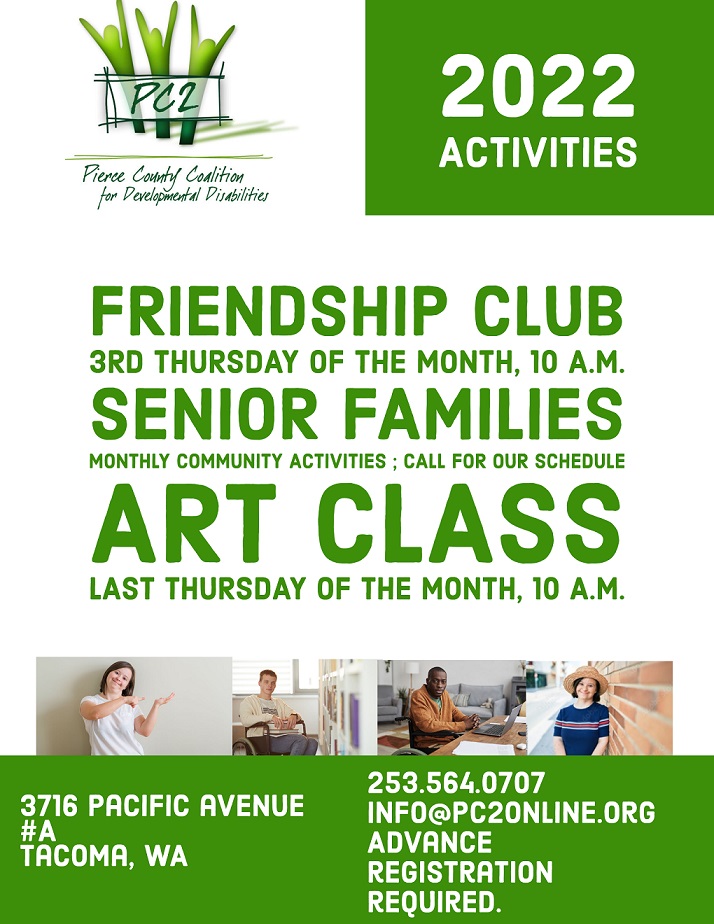 PC2
Pierce County Coalition
for Developmental Disabilities
2022
ACTIVITIES
FRIENDSHIP CLUB
3RD THURSDAY OF THE MONTH, 10 A.M.
SENIOR FAMILIES
MONTHLY COMMUNITY ACTIVITIES ; CALL FOR OUR SCHEDULE
ART CLASS
LAST THURSDAY OF THE MONTH, 10 A.M.
3716 PACIFIC AVENUE
#A
TACOMA, WA
253.564.0707
INFO@PC2ONLINE.ORG
ADVANCE
REGISTRATION
REQUIRED.